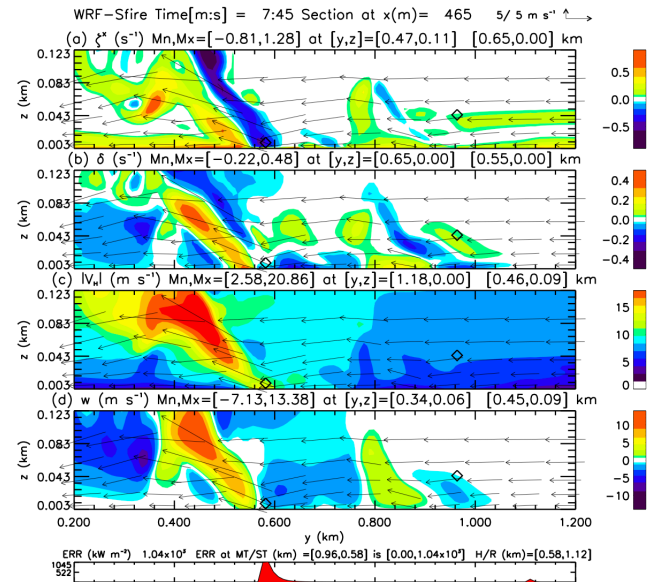 WRF-Sfire Time[m:s] = 7:45 Section at x(m)= 465 5/ 5 m s⁻¹
(a) ζˣ (s⁻¹) Mn,Mx=[-0.81,1.28] at [y,z]=[0.47,0.11] [0.65,0.00] km
0.123
0.083
0.043
0.003
z (km)
0.5
0.0
-0.5
(b) δ (s⁻¹) Mn,Mx=[-0.22,0.48] at [y,z]=[0.65,0.00] [0.55,0.00] km
0.123
0.083
0.043
0.003
z (km)
0.4
0.2
0.0
-0.2
-0.4
(c) |V_H| (m s⁻¹) Mn,Mx=[2.58,20.86] at [y,z]=[1.18,0.00] [0.46,0.09] km
0.123
0.083
0.043
0.003
z (km)
15
10
5
0
(d) w (m s⁻¹) Mn,Mx=[-7.13,13.38] at [y,z]=[0.34,0.06] [0.45,0.09] km
0.123
0.083
0.043
0.003
z (km)
10
5
0
-5
-10
0.200 0.400 0.600 0.800 1.000 1.200
y (km)
ERR (kW m⁻²) 1.04x10³ ERR at MT/ST (km) =[0.96,0.58] is [0.00,1.04x10³] H/R (km)=[0.58,1.12]
1045
522